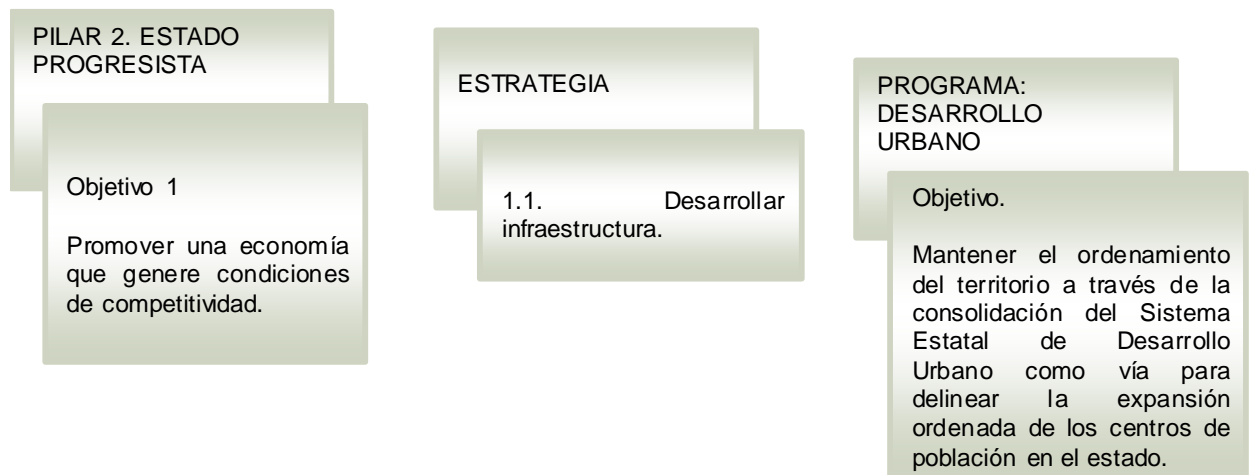 PILAR 2. ESTADO
PROGRESISTA
Objetivo 1
Promover una economía
que genere condiciones
de competitividad.
ESTRATEGIA
1.1. Desarrollar
infraestructura.
PROGRAMA:
DESARROLLO
URBANO
Objetivo.
Mantener el ordenamiento
del territorio a través de la
consolidación del Sistema
Estatal de Desarrollo
Urbano como vía para
delinear la expansión
ordenada de los centros de
población en el estado.